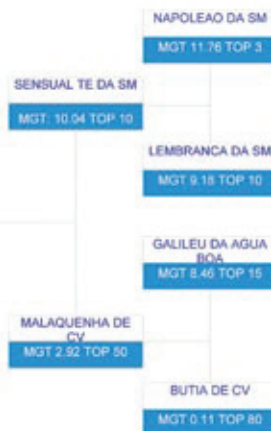 NAPOLEAO DA SM
MGT 11.76 TOP 3
SENSUAL TE DA SM
MGT: 10.04 TOP 10
LEMBRANCA DA SM
MGT 9.18 TOP 10
GALILEU DA AGUA
BOA
MGT 8.46 TOP 15
MALAQUENHA DE
CV
MGT 2.92 TOP 50
BUTIA DE CV
MGT 0.11 TOP 80